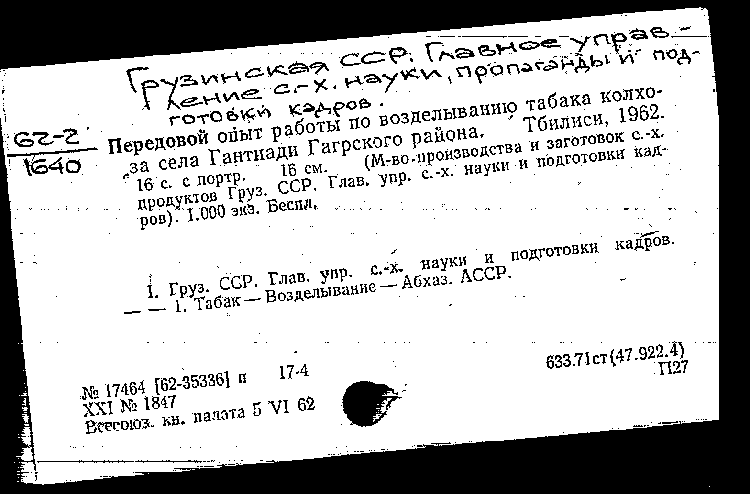 Грузинская ССР. Главное управ-
ление с.-х. науки, пропаганды и под-
готовки кадров.
62-2
1640
Передовой опыт работы по возделыванию табака колхо-
за села Гантиади Гагрского района. Тбилиси, 1962.
16 с. с портр. 16 см. (М-во производства и заготовок с.-х.
продуктов Груз. ССР. Глав. упр. с.-х. науки и подготовки кад-
ров). 1.000 экз. Беспл.
I. Груз. ССР. Глав. упр. с.-х. науки и подготовки кадров.
— — 1. Табак — Возделывание — Абхаз. АССР.
№ 17464 [62-35336] п 17-4
XXI № 1847
Всесоюз. кн. палата 5 VI 62
633.71ст(47.922.4)
П27